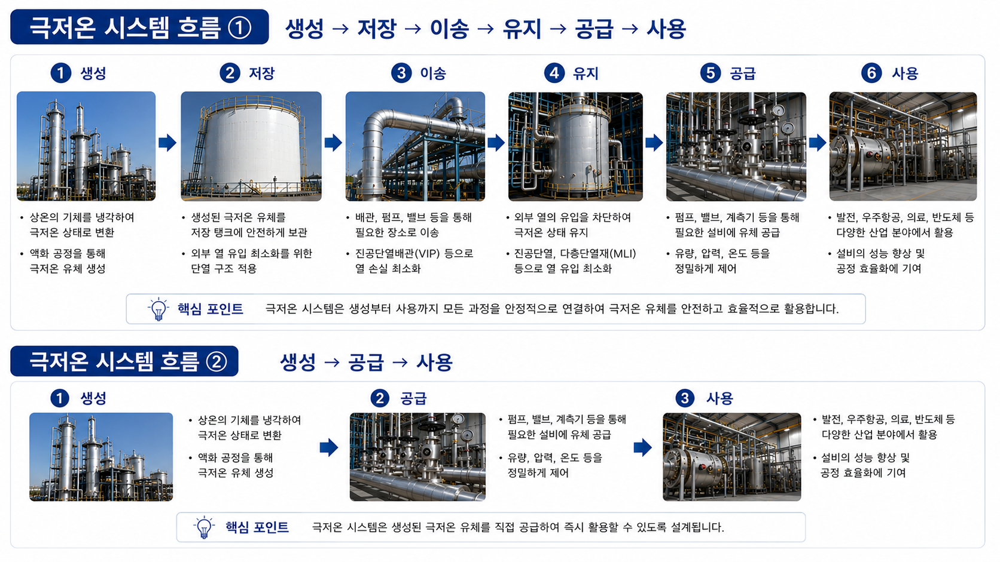 극저온 시스템 흐름 ①
생성 → 저장 → 이송 → 유지 → 공급 → 사용
1 생성
• 상온의 기체를 냉각하여
극저온 상태로 변환
• 액화 공정을 통해
극저온 유체 생성
2 저장
• 생성된 극저온 유체를
저장 탱크에 안전하게 보관
• 외부 열 유입 최소화를 위한
단열 구조 적용
3 이송
• 배관, 펌프, 밸브 등을 통해
필요한 장소로 이송
• 진공단열배관(VIP) 등으로
열 손실 최소화
4 유지
• 외부 열의 유입을 차단하여
극저온 상태 유지
• 진공단열, 다층단열재(MLI)
등으로 열 유입 최소화
5 공급
• 펌프, 밸브, 계측기 등을 통해
필요한 설비에 유체 공급
• 유량, 압력, 온도 등을
정밀하게 제어
6 사용
• 발전, 우주항공, 의료, 반도체 등
다양한 산업 분야에서 활용
• 설비의 성능 향상 및
공정 효율화에 기여
핵심 포인트 극저온 시스템은 생성부터 사용까지 모든 과정을 안정적으로 연결하여 극저온 유체를 안전하고 효율적으로 활용합니다.
극저온 시스템 흐름 ②
생성 → 공급 → 사용
1 생성
• 상온의 기체를 냉각하여
극저온 상태로 변환
• 액화 공정을 통해
극저온 유체 생성
2 공급
• 펌프, 밸브, 계측기 등을 통해
필요한 설비에 유체 공급
• 유량, 압력, 온도 등을
정밀하게 제어
3 사용
• 발전, 우주항공, 의료, 반도체 등
다양한 산업 분야에서 활용
• 설비의 성능 향상 및
공정 효율화에 기여
핵심 포인트 극저온 시스템은 생성된 극저온 유체를 직접 공급하여 즉시 활용할 수 있도록 설계됩니다.